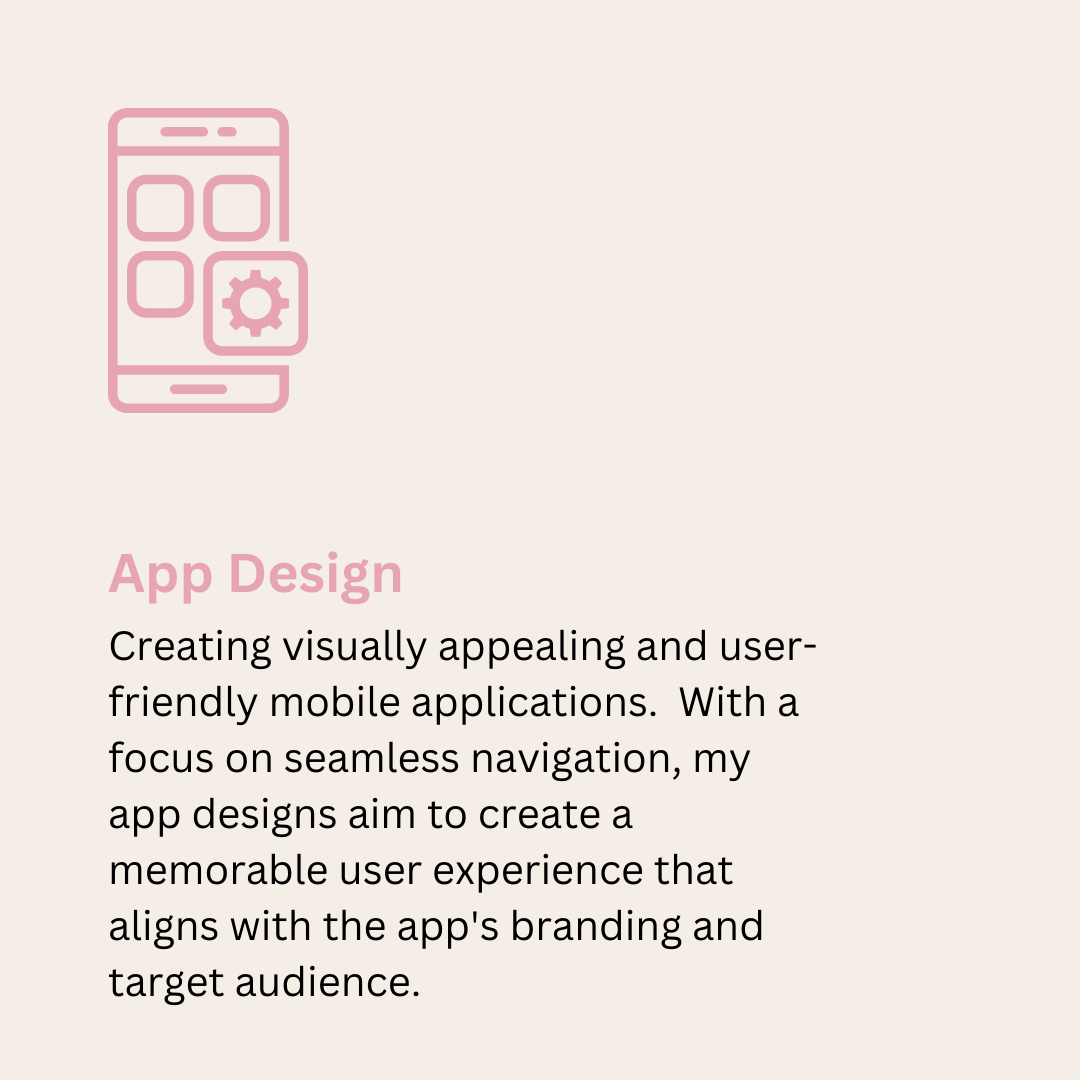 App Design
Creating visually appealing and user-
friendly mobile applications.  With a
focus on seamless navigation, my
app designs aim to create a
memorable user experience that
aligns with the app's branding and
target audience.